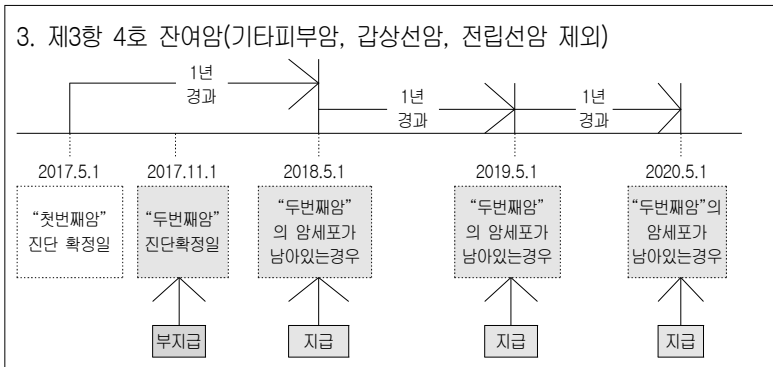 3. 제3항 4호 잔여암(기타피부암, 갑상선암, 전립선암 제외)
1년
경과
1년
경과
1년
경과
2017.5.1
2017.11.1
2018.5.1
2019.5.1
2020.5.1
“첫번째암”
진단 확정일
“두번째암”
진단확정일
“두번째암”
의 암세포가
남아있는경우
“두번째암”
의 암세포가
남아있는경우
“두번째암”의
암세포가
남아있는경우
부지급
지급
지급
지급